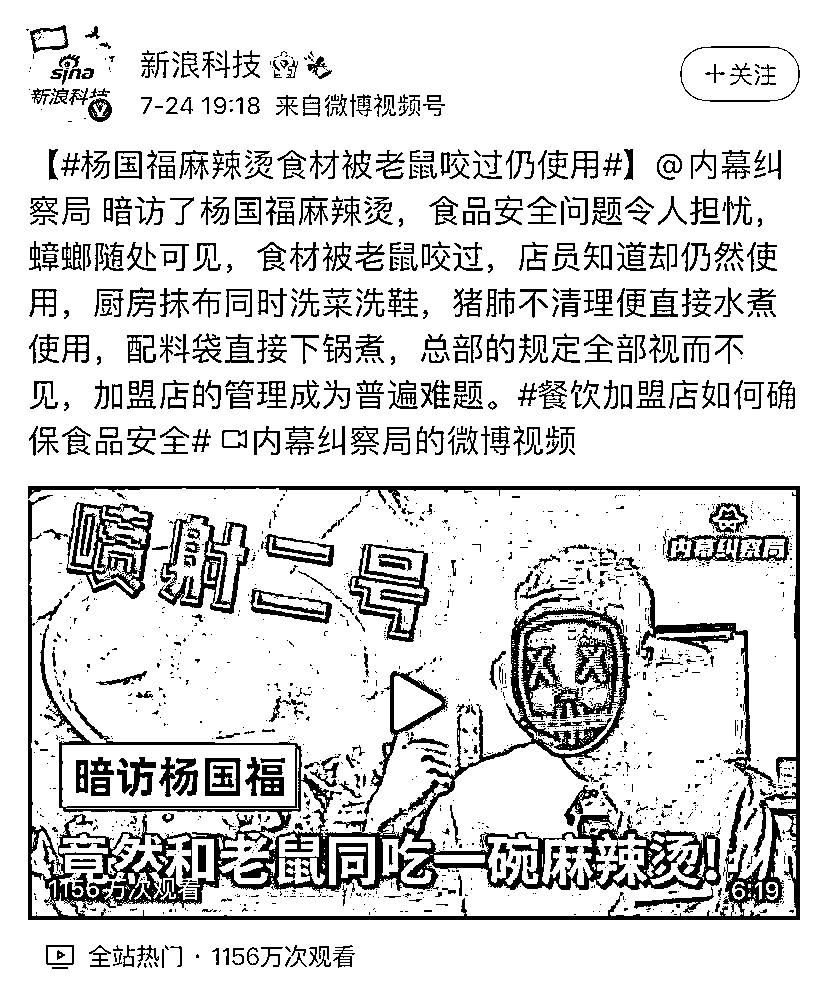 sina
新浪科技
新浪科技
7-24 19:18 来自微博视频号
+关注
【#杨国福麻辣烫食材被老鼠咬过仍使用#】@内幕纠
察局 暗访了杨国福麻辣烫，食品安全问题令人担忧，
蟑螂随处可见，食材被老鼠咬过，店员知道却仍然使
用，厨房抹布同时洗菜洗鞋，猪肺不清理便直接水煮
使用，配料袋直接下锅煮，总部的规定全部视而不
见，加盟店的管理成为普遍难题。#餐饮加盟店如何确
保食品安全# 内幕纠察局的微博视频
喷射二号
内幕纠察局
暗访杨国福
竟然和老鼠同吃一碗麻辣烫!
1156万次观看
6:19
全站热门 · 1156万次观看